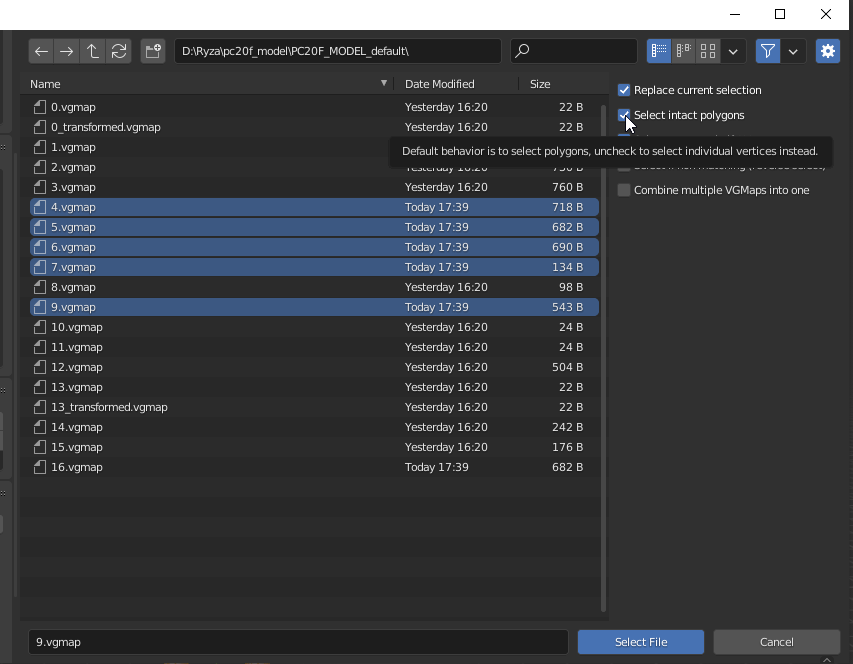 D:\Ryza\pc20f_model\PC20F_MODEL_default\
Name Date Modified Size
0.vgmap Yesterday 16:20 22 B
0_transformed.vgmap Yesterday 16:20 22 B
1.vgmap
2.vgmap
3.vgmap Yesterday 16:20 760 B
4.vgmap Today 17:39 718 B
5.vgmap Today 17:39 682 B
6.vgmap Today 17:39 690 B
7.vgmap Today 17:39 134 B
8.vgmap Yesterday 16:20 98 B
9.vgmap Today 17:39 543 B
10.vgmap Yesterday 16:20 24 B
11.vgmap Yesterday 16:20 24 B
12.vgmap Yesterday 16:20 504 B
13.vgmap Yesterday 16:20 22 B
13_transformed.vgmap Yesterday 16:20 22 B
14.vgmap Yesterday 16:20 242 B
15.vgmap Yesterday 16:20 176 B
16.vgmap Today 17:39 682 B
Replace current selection
Select intact polygons
Default behavior is to select polygons, uncheck to select individual vertices instead.
Combine multiple VGMaps into one
9.vgmap
Select File
Cancel